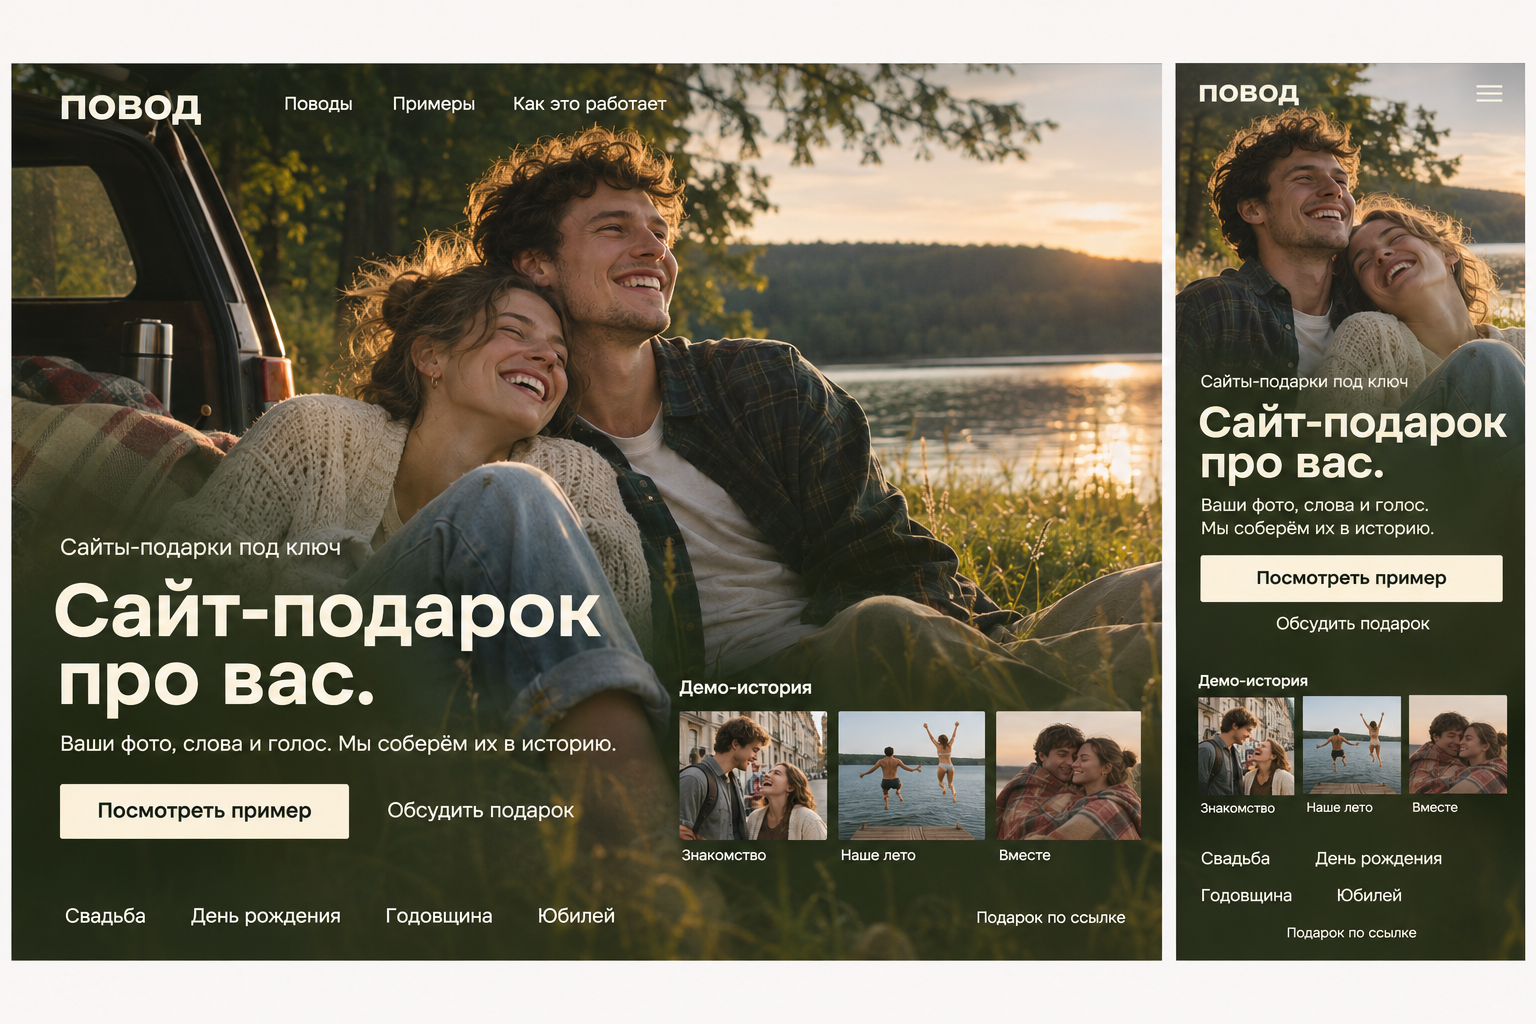 ПОВОД
Поводы
Примеры
Как это работает
Сайты-подарки под ключ
Сайт-подарок
про вас.
Ваши фото, слова и голос. Мы соберём их в историю.
Посмотреть пример
Обсудить подарок
Демо-история
Знакомство
Наше лето
Вместе
Свадьба
День рождения
Годовщина
Юбилей
Подарок по ссылке
ПОВОД
Сайты-подарки под ключ
Сайт-подарок
про вас.
Ваши фото, слова и голос.
Мы соберём их в историю.
Посмотреть пример
Обсудить подарок
Демо-история
Знакомство
Наше лето
Вместе
Свадьба
День рождения
Годовщина
Юбилей
Подарок по ссылке